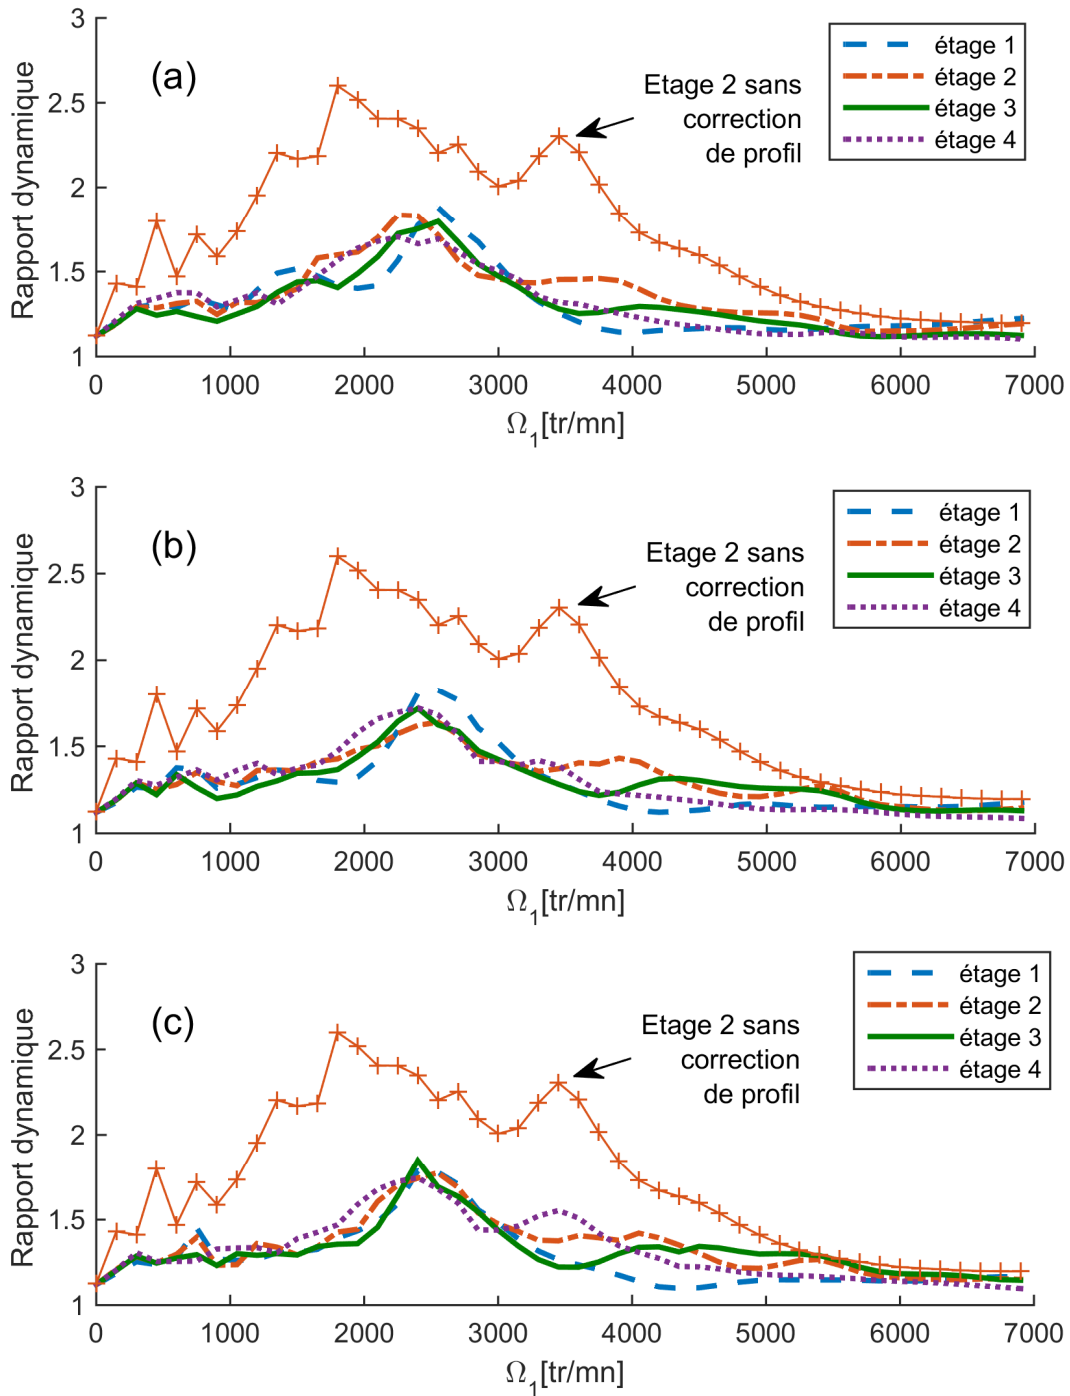 3
(a)
2.5
2
1.5
1
Rapport dynamique
Etage 2 sans
correction
de profil
étage 1
étage 2
étage 3
étage 4
0 1000 2000 3000 4000 5000 6000 7000
Ω1[tr/mn]
3
(b)
2.5
2
1.5
1
Rapport dynamique
Etage 2 sans
correction
de profil
étage 1
étage 2
étage 3
étage 4
0 1000 2000 3000 4000 5000 6000 7000
Ω1[tr/mn]
3
(c)
2.5
2
1.5
1
Rapport dynamique
Etage 2 sans
correction
de profil
étage 1
étage 2
étage 3
étage 4
0 1000 2000 3000 4000 5000 6000 7000
Ω1[tr/mn]